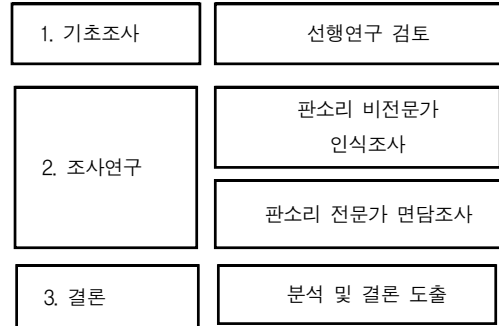 1. 기초조사
선행연구 검토
2. 조사연구
판소리 비전문가
인식조사
판소리 전문가 면담조사
3. 결론
분석 및 결론 도출